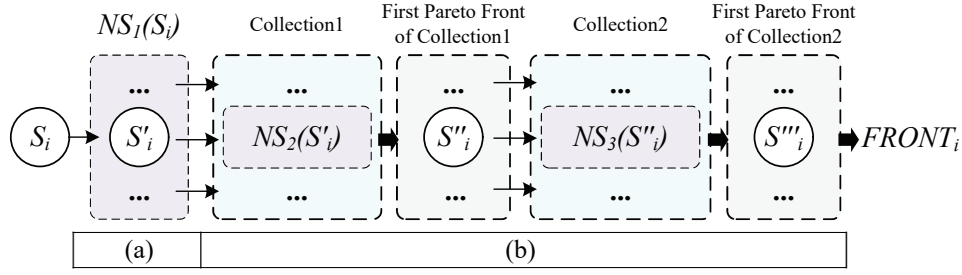 NS₁(Sᵢ)
Collection1
First Pareto Front
of Collection1
Collection2
First Pareto Front
of Collection2
... ... ... ... ...
Sᵢ S'ᵢ NS₂(S'ᵢ) S''ᵢ NS₃(S''ᵢ) S'''ᵢ FRONTᵢ
... ... ... ... ...
(a) (b)